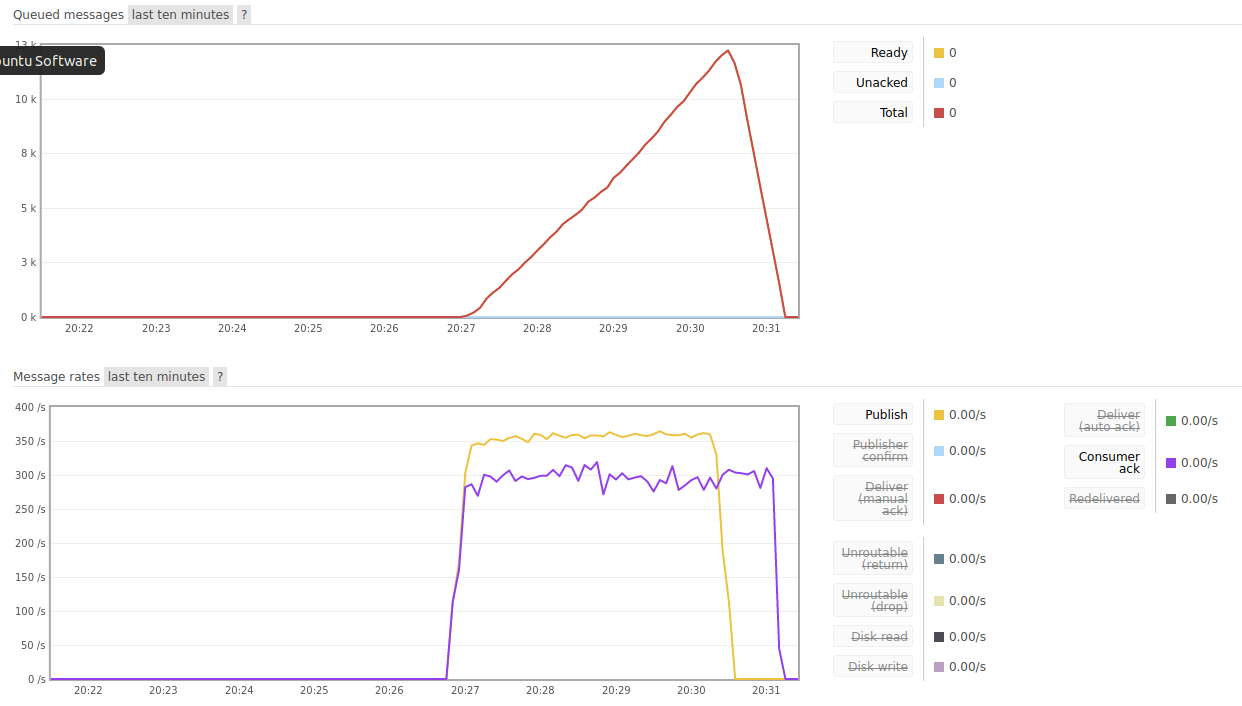 Queued messages last ten minutes ?
13 k
untu Software
10 k
8 k
5 k
3 k
0 k
20:22 20:23 20:24 20:25 20:26 20:27 20:28 20:29 20:30 20:31
Ready 0
Unacked 0
Total 0
Message rates last ten minutes ?
400 /s
350 /s
300 /s
250 /s
200 /s
150 /s
100 /s
50 /s
0 /s
20:22 20:23 20:24 20:25 20:26 20:27 20:28 20:29 20:30 20:31
Publish 0.00/s
Publisher
confirm 0.00/s
Deliver
(manual
ack) 0.00/s
Unroutable
(return) 0.00/s
Unroutable
(drop) 0.00/s
Disk read 0.00/s
Disk write 0.00/s
Deliver
(auto ack) 0.00/s
Consumer
ack 0.00/s
Redelivered 0.00/s